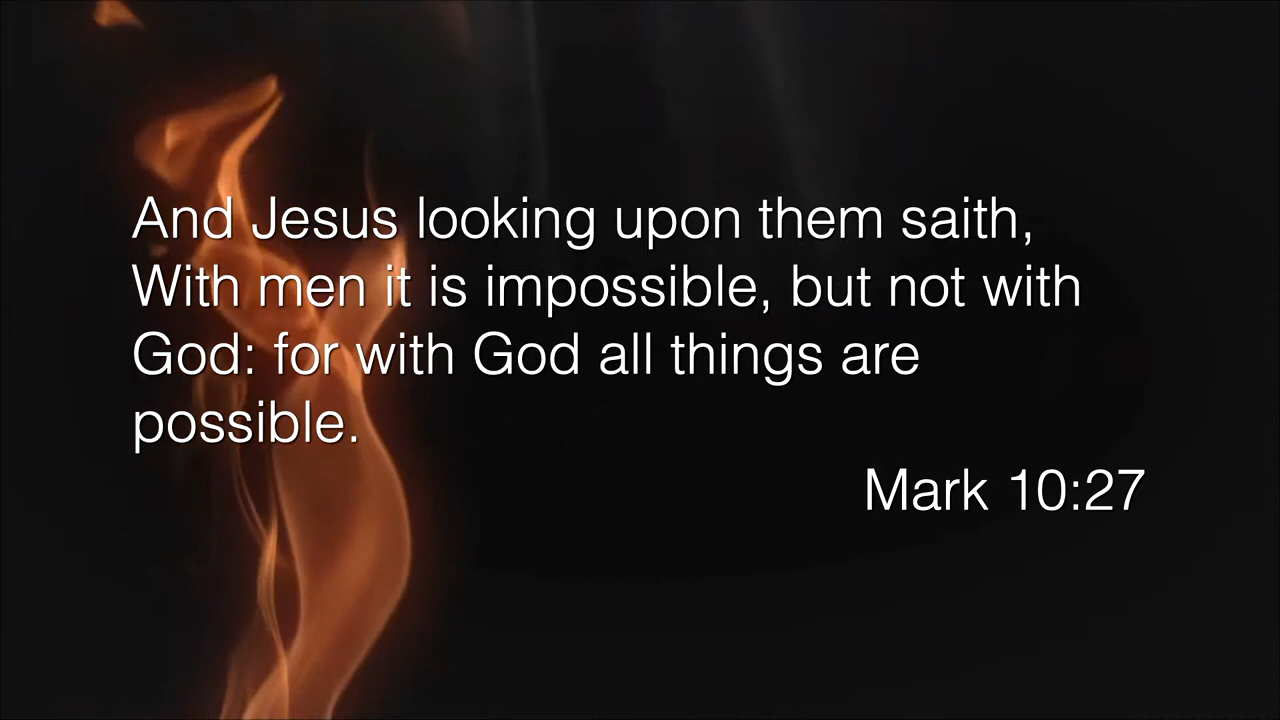 And Jesus looking upon them saith,
With men it is impossible, but not with
God: for with God all things are
possible.
Mark 10:27